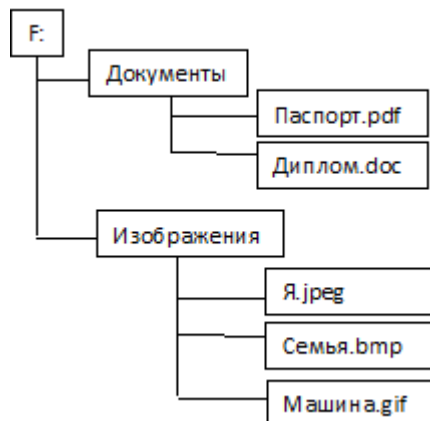 F:
Документы
Паспорт.pdf
Диплом.doc
Изображения
Я.jpeg
Семья.bmp
Машина.gif